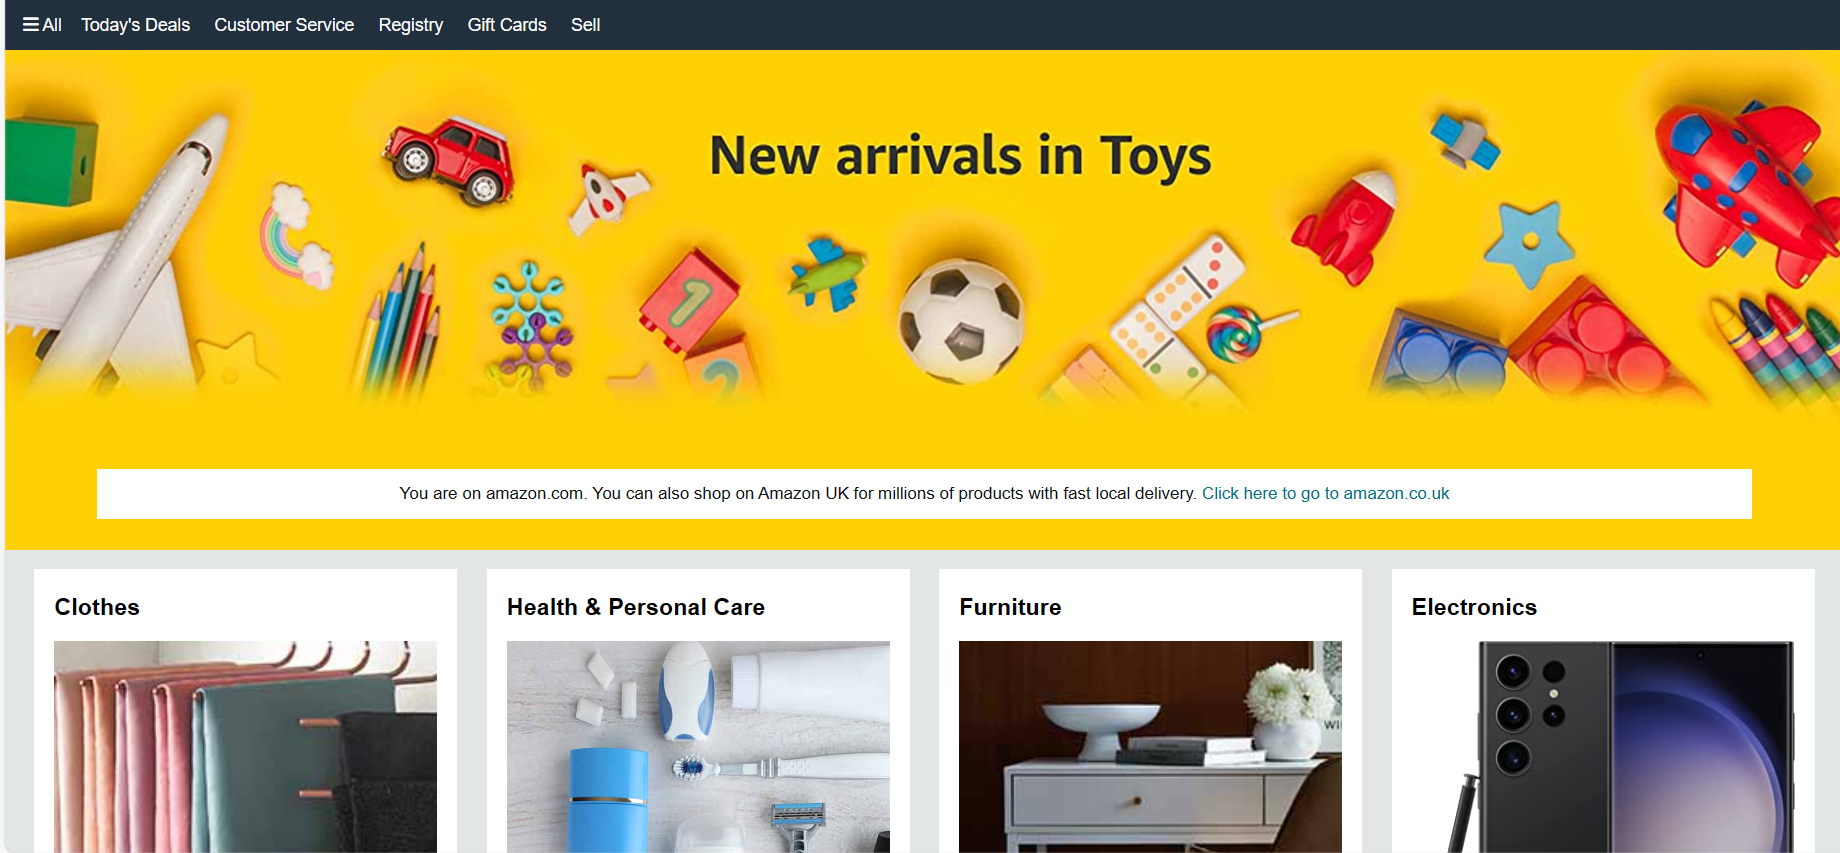 All Today's Deals Customer Service Registry Gift Cards Sell
New arrivals in Toys
1
2
You are on amazon.com. You can also shop on Amazon UK for millions of products with fast local delivery. Click here to go to amazon.co.uk
Clothes Health & Personal Care Furniture Electronics